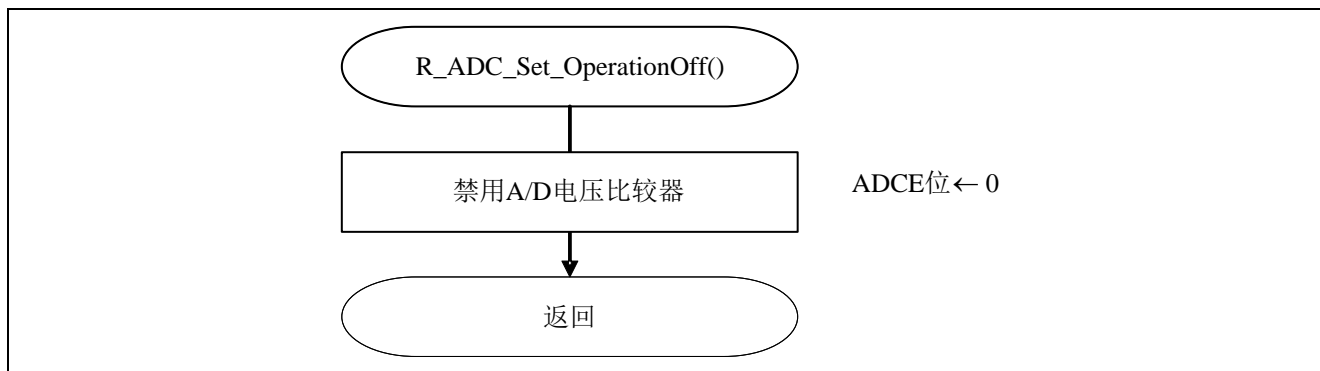 R_ADC_Set_OperationOff()
禁用A/D电压比较器
ADCE位← 0
返回